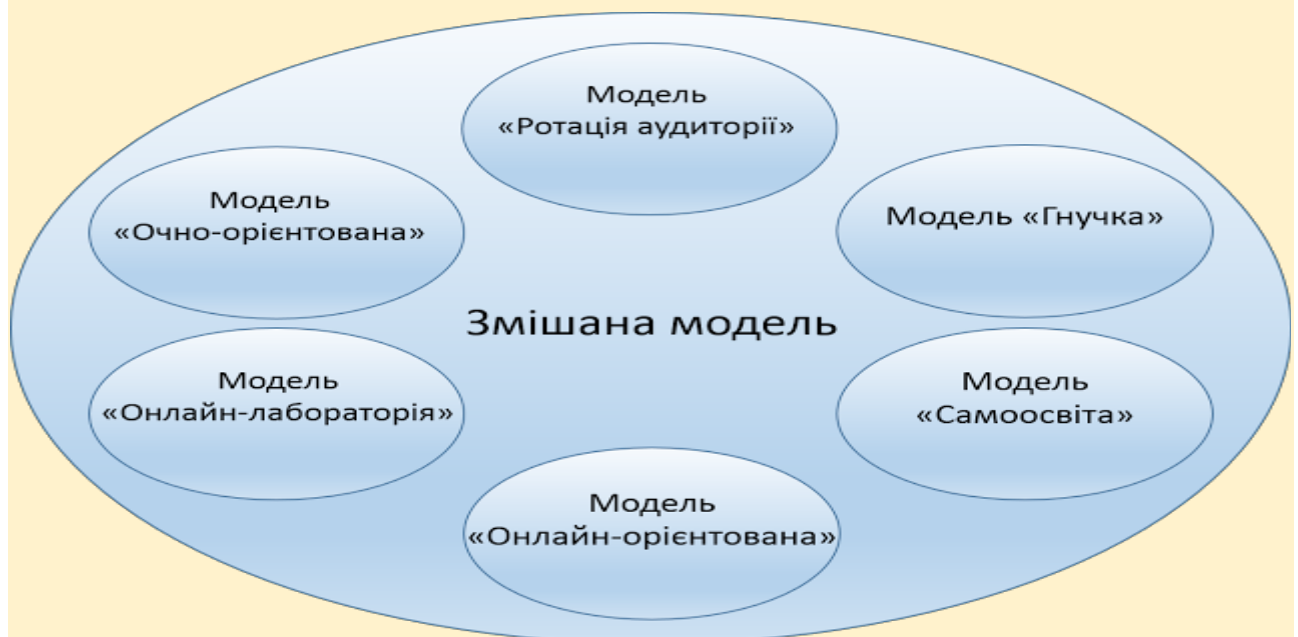 Модель
«Ротація аудиторії»
Модель
«Очно-орієнтована»
Модель «Гнучка»
Змішана модель
Модель
«Онлайн-лабораторія»
Модель
«Самоосвіта»
Модель
«Онлайн-орієнтована»